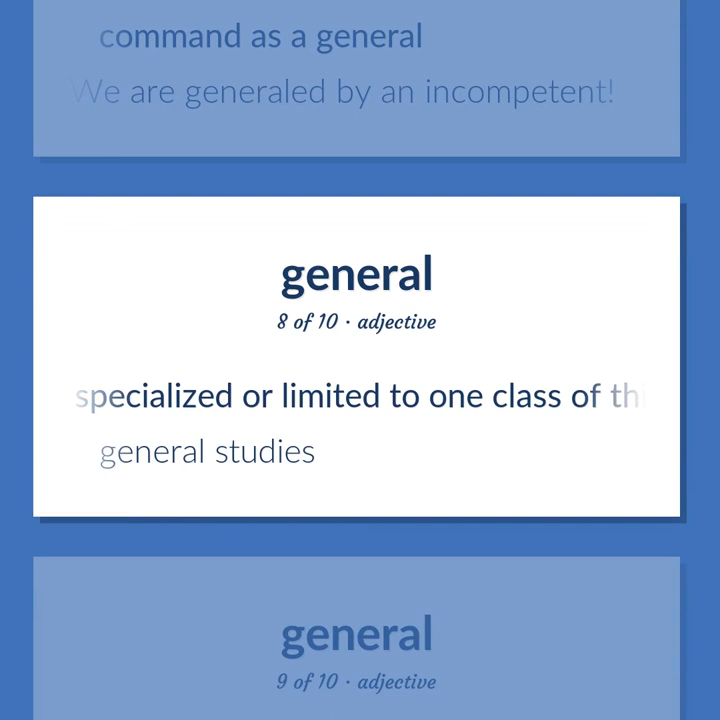 command as a general
We are generaled by an incompetent!
general
8 of 10 · adjective
specialized or limited to one class of
general studies
general
9 of 10 · adjective